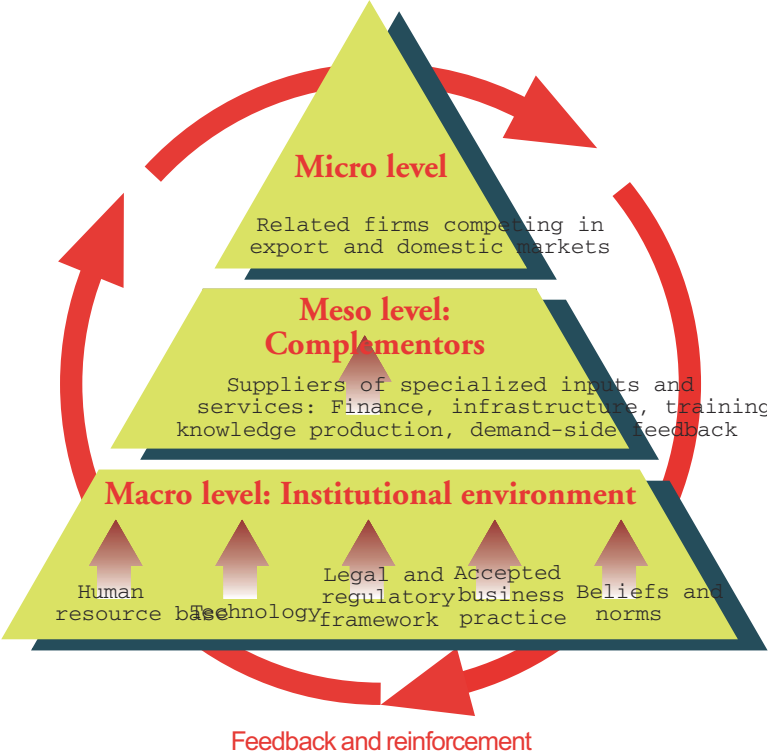 Micro level
Related firms competing in
export and domestic markets
Meso level:
Complementors
Suppliers of specialized inputs and
services: Finance, infrastructure, training
knowledge production, demand-side feedback
Macro level: Institutional environment
Human
resource base
Technology
Legal and
regulatory
framework
Accepted
business
practice
Beliefs and
norms
Feedback and reinforcement